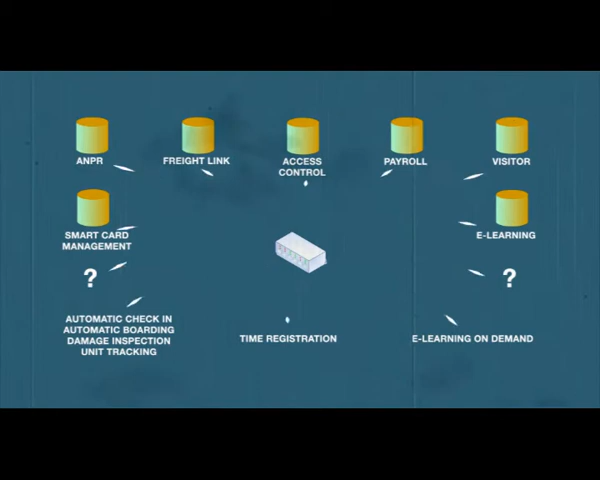 ANPR
FREIGHT LINK
ACCESS
CONTROL
PAYROLL
VISITOR
SMART CARD
MANAGEMENT
E-LEARNING
?
?
AUTOMATIC CHECK IN
AUTOMATIC BOARDING
DAMAGE INSPECTION
UNIT TRACKING
TIME REGISTRATION
E-LEARNING ON DEMAND